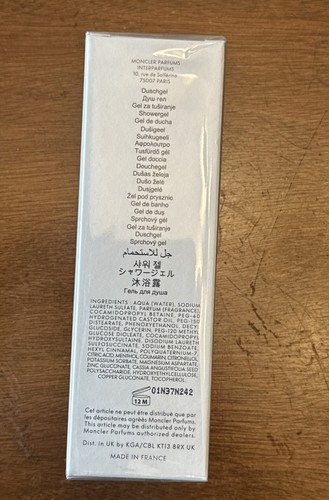 MONCLER PARFUMS
INTERPARFUMS
10, rue de Solférino
75007 PARIS
Duschgel
Душ гел
Gel za tuširanje
Showergel
Gel de ducha
Dušigeel
Suihkugeeli
Αφρολουτρο
Tusfürdő gél
Gel doccia
Douchegel
Dušas želeja
Dušo želė
Dusjgelé
Żel pod prysznic
Gel de banho
Gel de duș
Sprchový gél
Gel za tuširanje
Duschgel
Sprchový gel
جل للاستحمام
샤워 젤
シャワージェル
沐浴露
Гель для душа
INGREDIENTS : AQUA (WATER), SODIUM
LAURETH SULFATE, PARFUM (FRAGRANCE),
COCAMIDOPROPYL BETAINE, PEG-40
HYDROGENATED CASTOR OIL, PEG-150
DISTEARATE, PHENOXYETHANOL, DECYL
GLUCOSIDE, GLYCERIN, PEG-120 METHYL
GLUCOSE DIOLEATE,
HYDROXYSULTAINE, DISODIUM LAURETH
SULFOSUCCINATE, SODIUM BENZOATE,
HEXYL CINNAMAL, POLYQUATERNIUM-7,
CITRIC ACID, MENTHOL, COUMARIN, CITRONELLOL,
POTASSIUM SORBATE, MAGNESIUM ASPARTATE,
ZINC GLUCONATE, CASSIA ANGUSTIFOLIA SEED
POLYSACCHARIDE, HYDROXYETHYLCELLULOSE,
COPPER GLUCONATE, TOCOPHEROL.
12 M
01N37N242
Cet article ne peut être distribué que par
les dépositaires agréés Moncler Parfums.
This article may be distributed only by
Moncler Parfums authorized dealers.
Dist. in UK by KGA/CBL KT13 8RX UK
MADE IN FRANCE